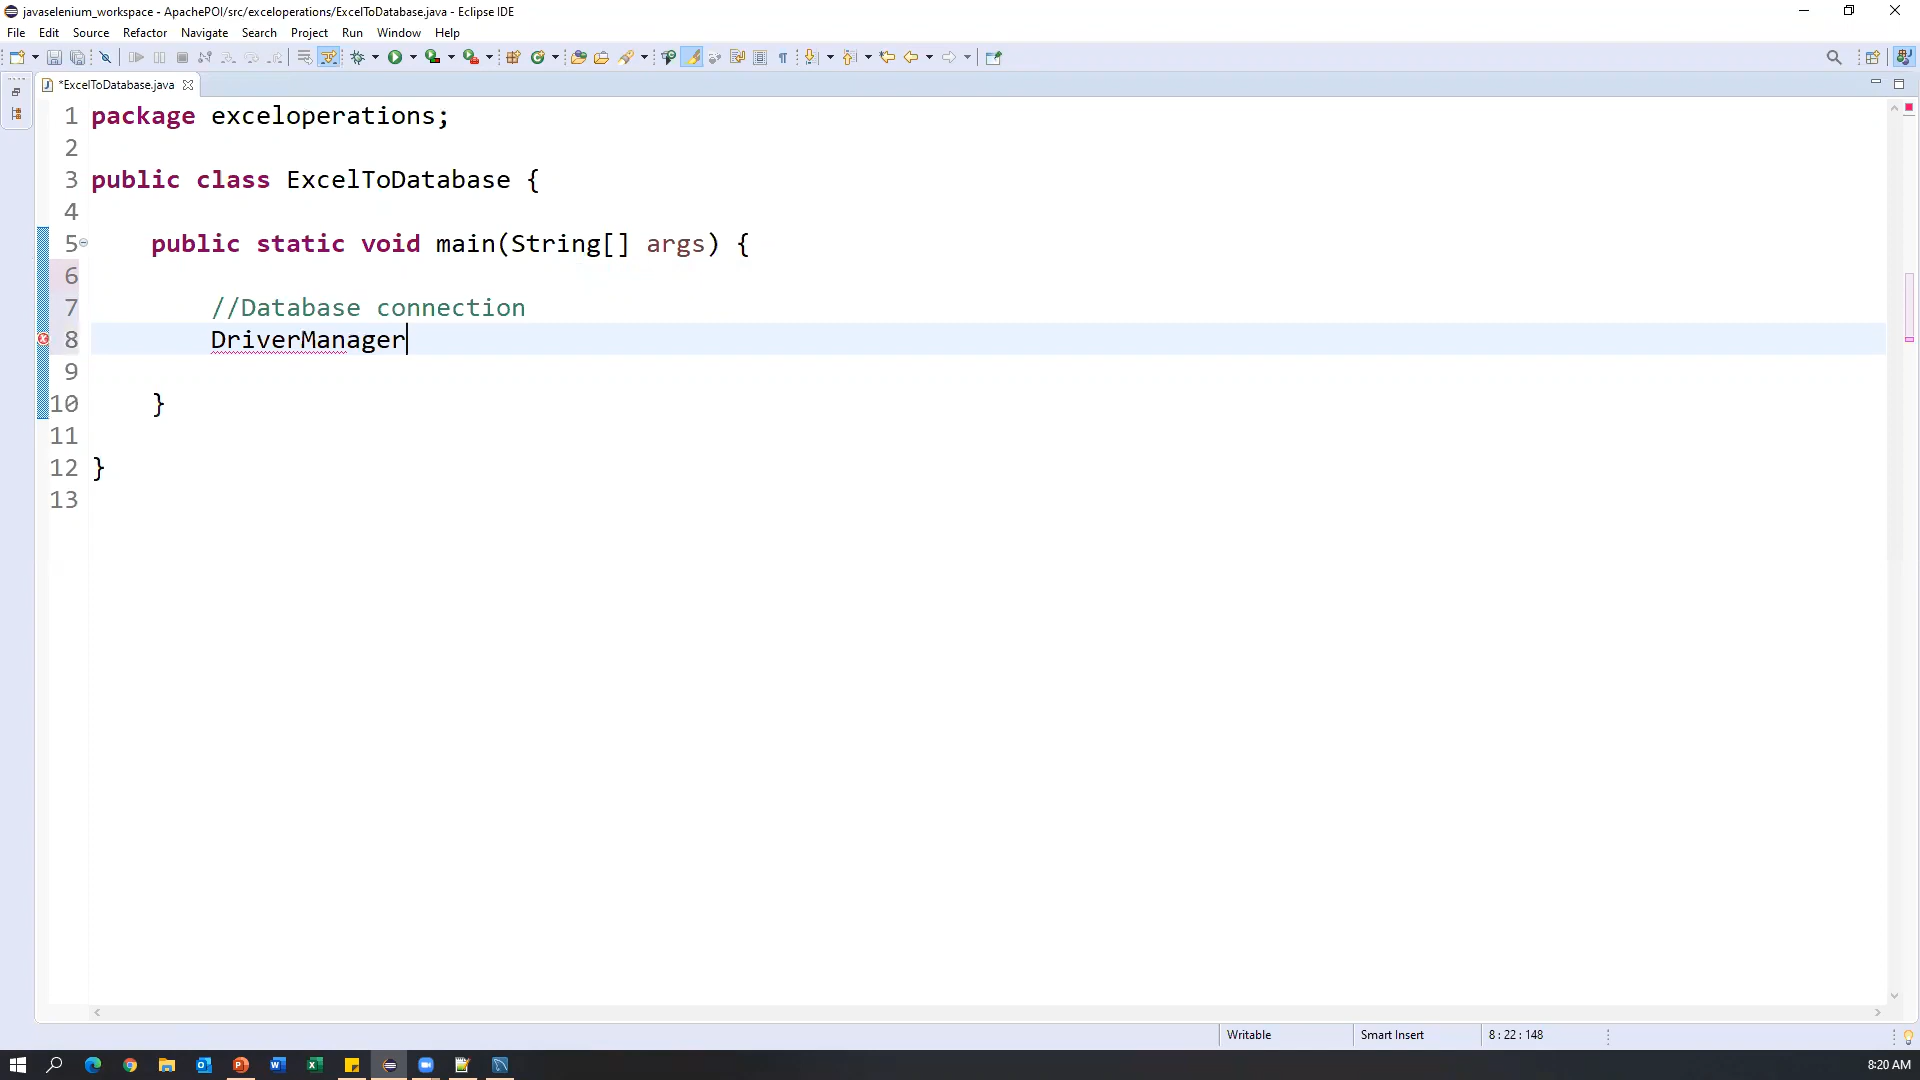 javaselenium_workspace - ApachePOI/src/exceloperations/ExcelToDatabase.java - Eclipse IDE
File Edit Source Refactor Navigate Search Project Run Window Help
*ExcelToDatabase.java
1 package exceloperations;
2
3 public class ExcelToDatabase {
4
5 public static void main(String[] args) {
6
7 //Database connection
8 DriverManager
9
10 }
11
12 }
13
Writable Smart Insert 8 : 22 : 148
8:20 AM